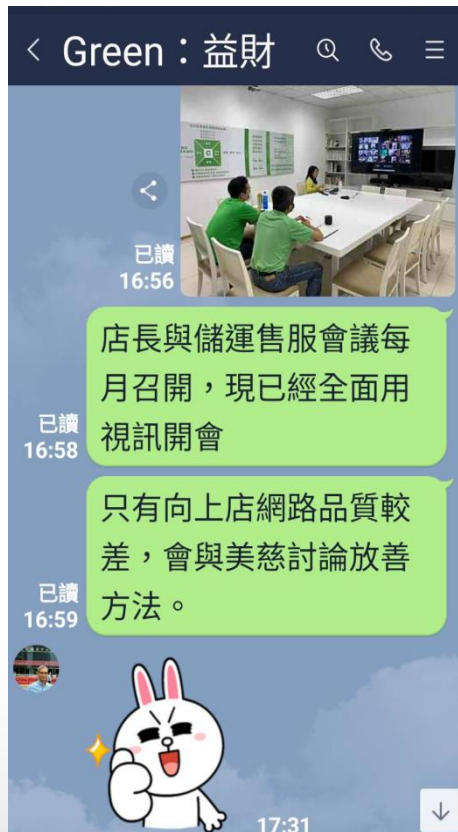 Green：益財
已讀
16:56
店長與儲運售服會議每
月召開，現已經全面用
視訊開會
已讀
16:58
只有向上店網路品質較
差，會與美慈討論放善
方法。
已讀
16:59
17:31